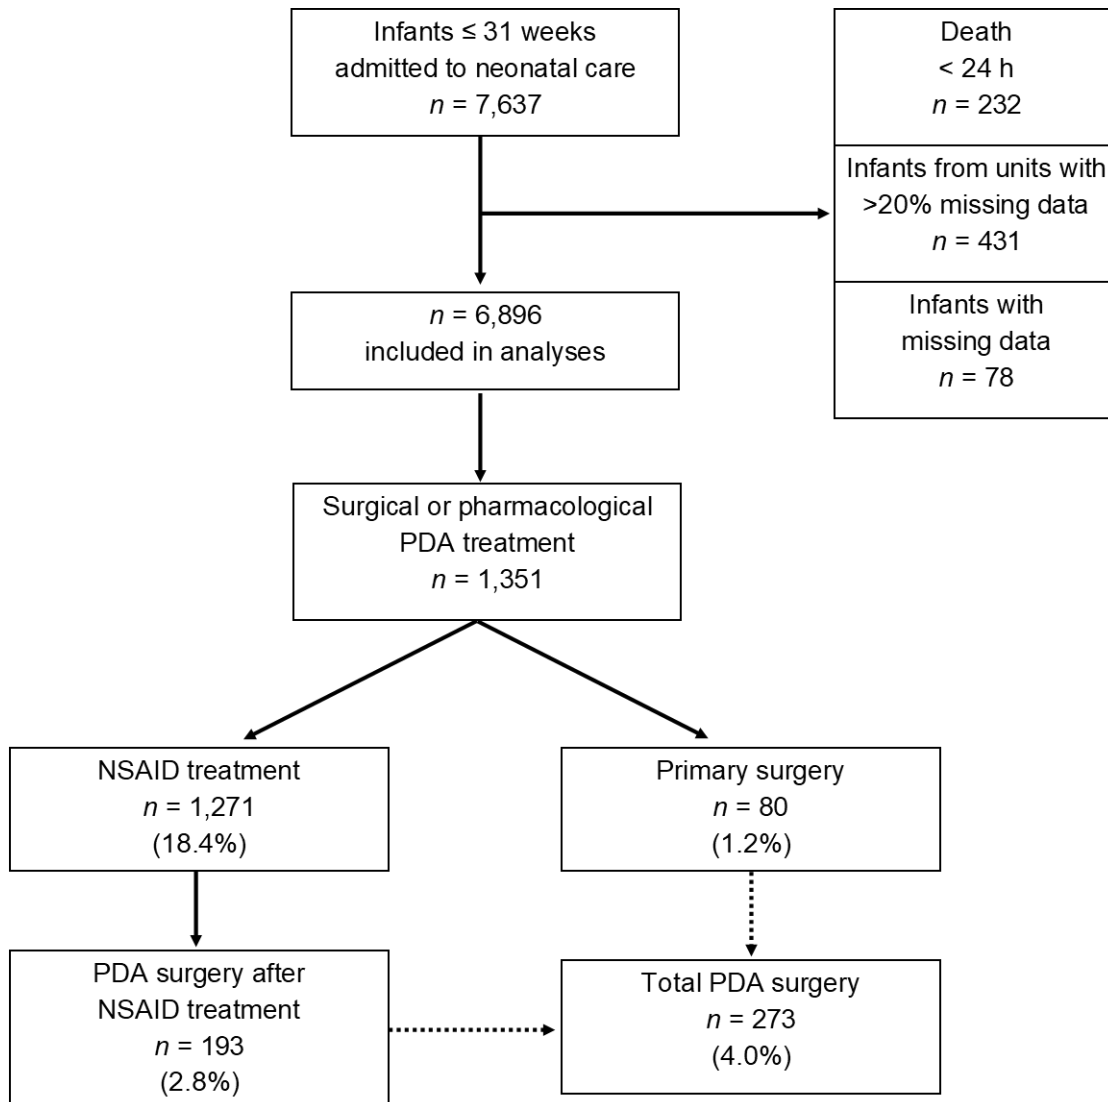 Infants ≤ 31 weeks
admitted to neonatal care
n = 7,637
Death
< 24 h
n = 232
Infants from units with
>20% missing data
n = 431
Infants with
missing data
n = 78
n = 6,896
included in analyses
Surgical or pharmacological
PDA treatment
n = 1,351
NSAID treatment
n = 1,271
(18.4%)
Primary surgery
n = 80
(1.2%)
PDA surgery after
NSAID treatment
n = 193
(2.8%)
Total PDA surgery
n = 273
(4.0%)